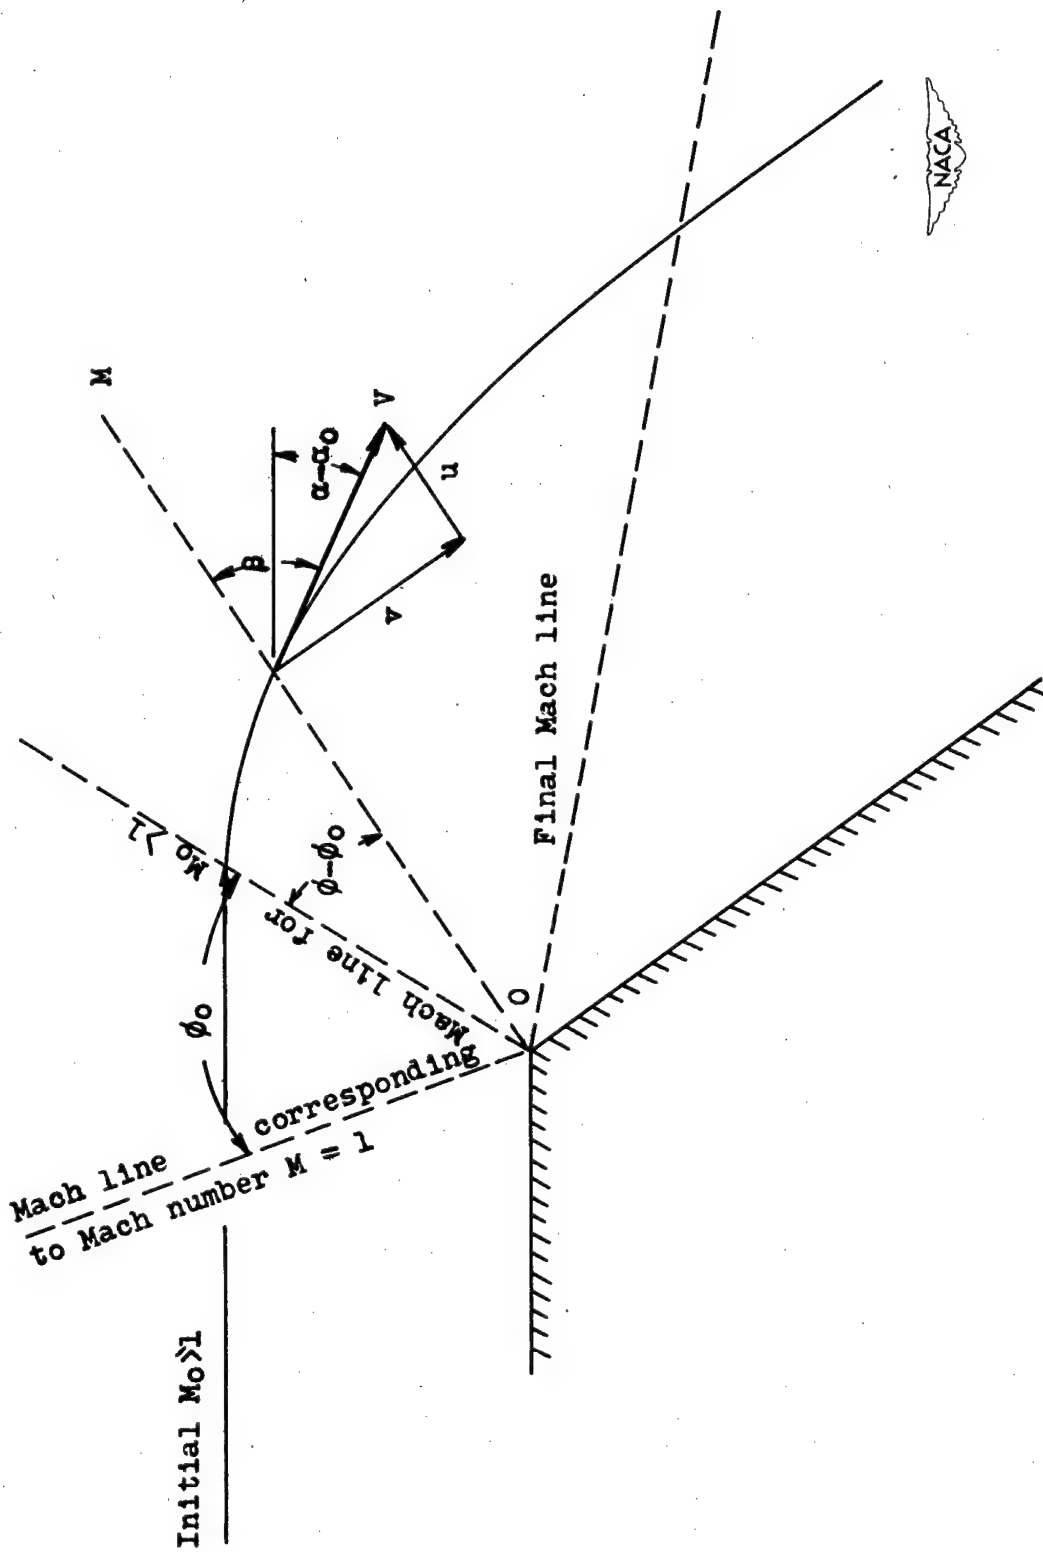 Initial M₀⩾1
Mach line corresponding
to Mach number M = 1
ϕ₀
Mach line for M₀ ⩾1
ϕ-ϕ₀
M
β
α-α₀
V
u
v
O
Final Mach line
NACA